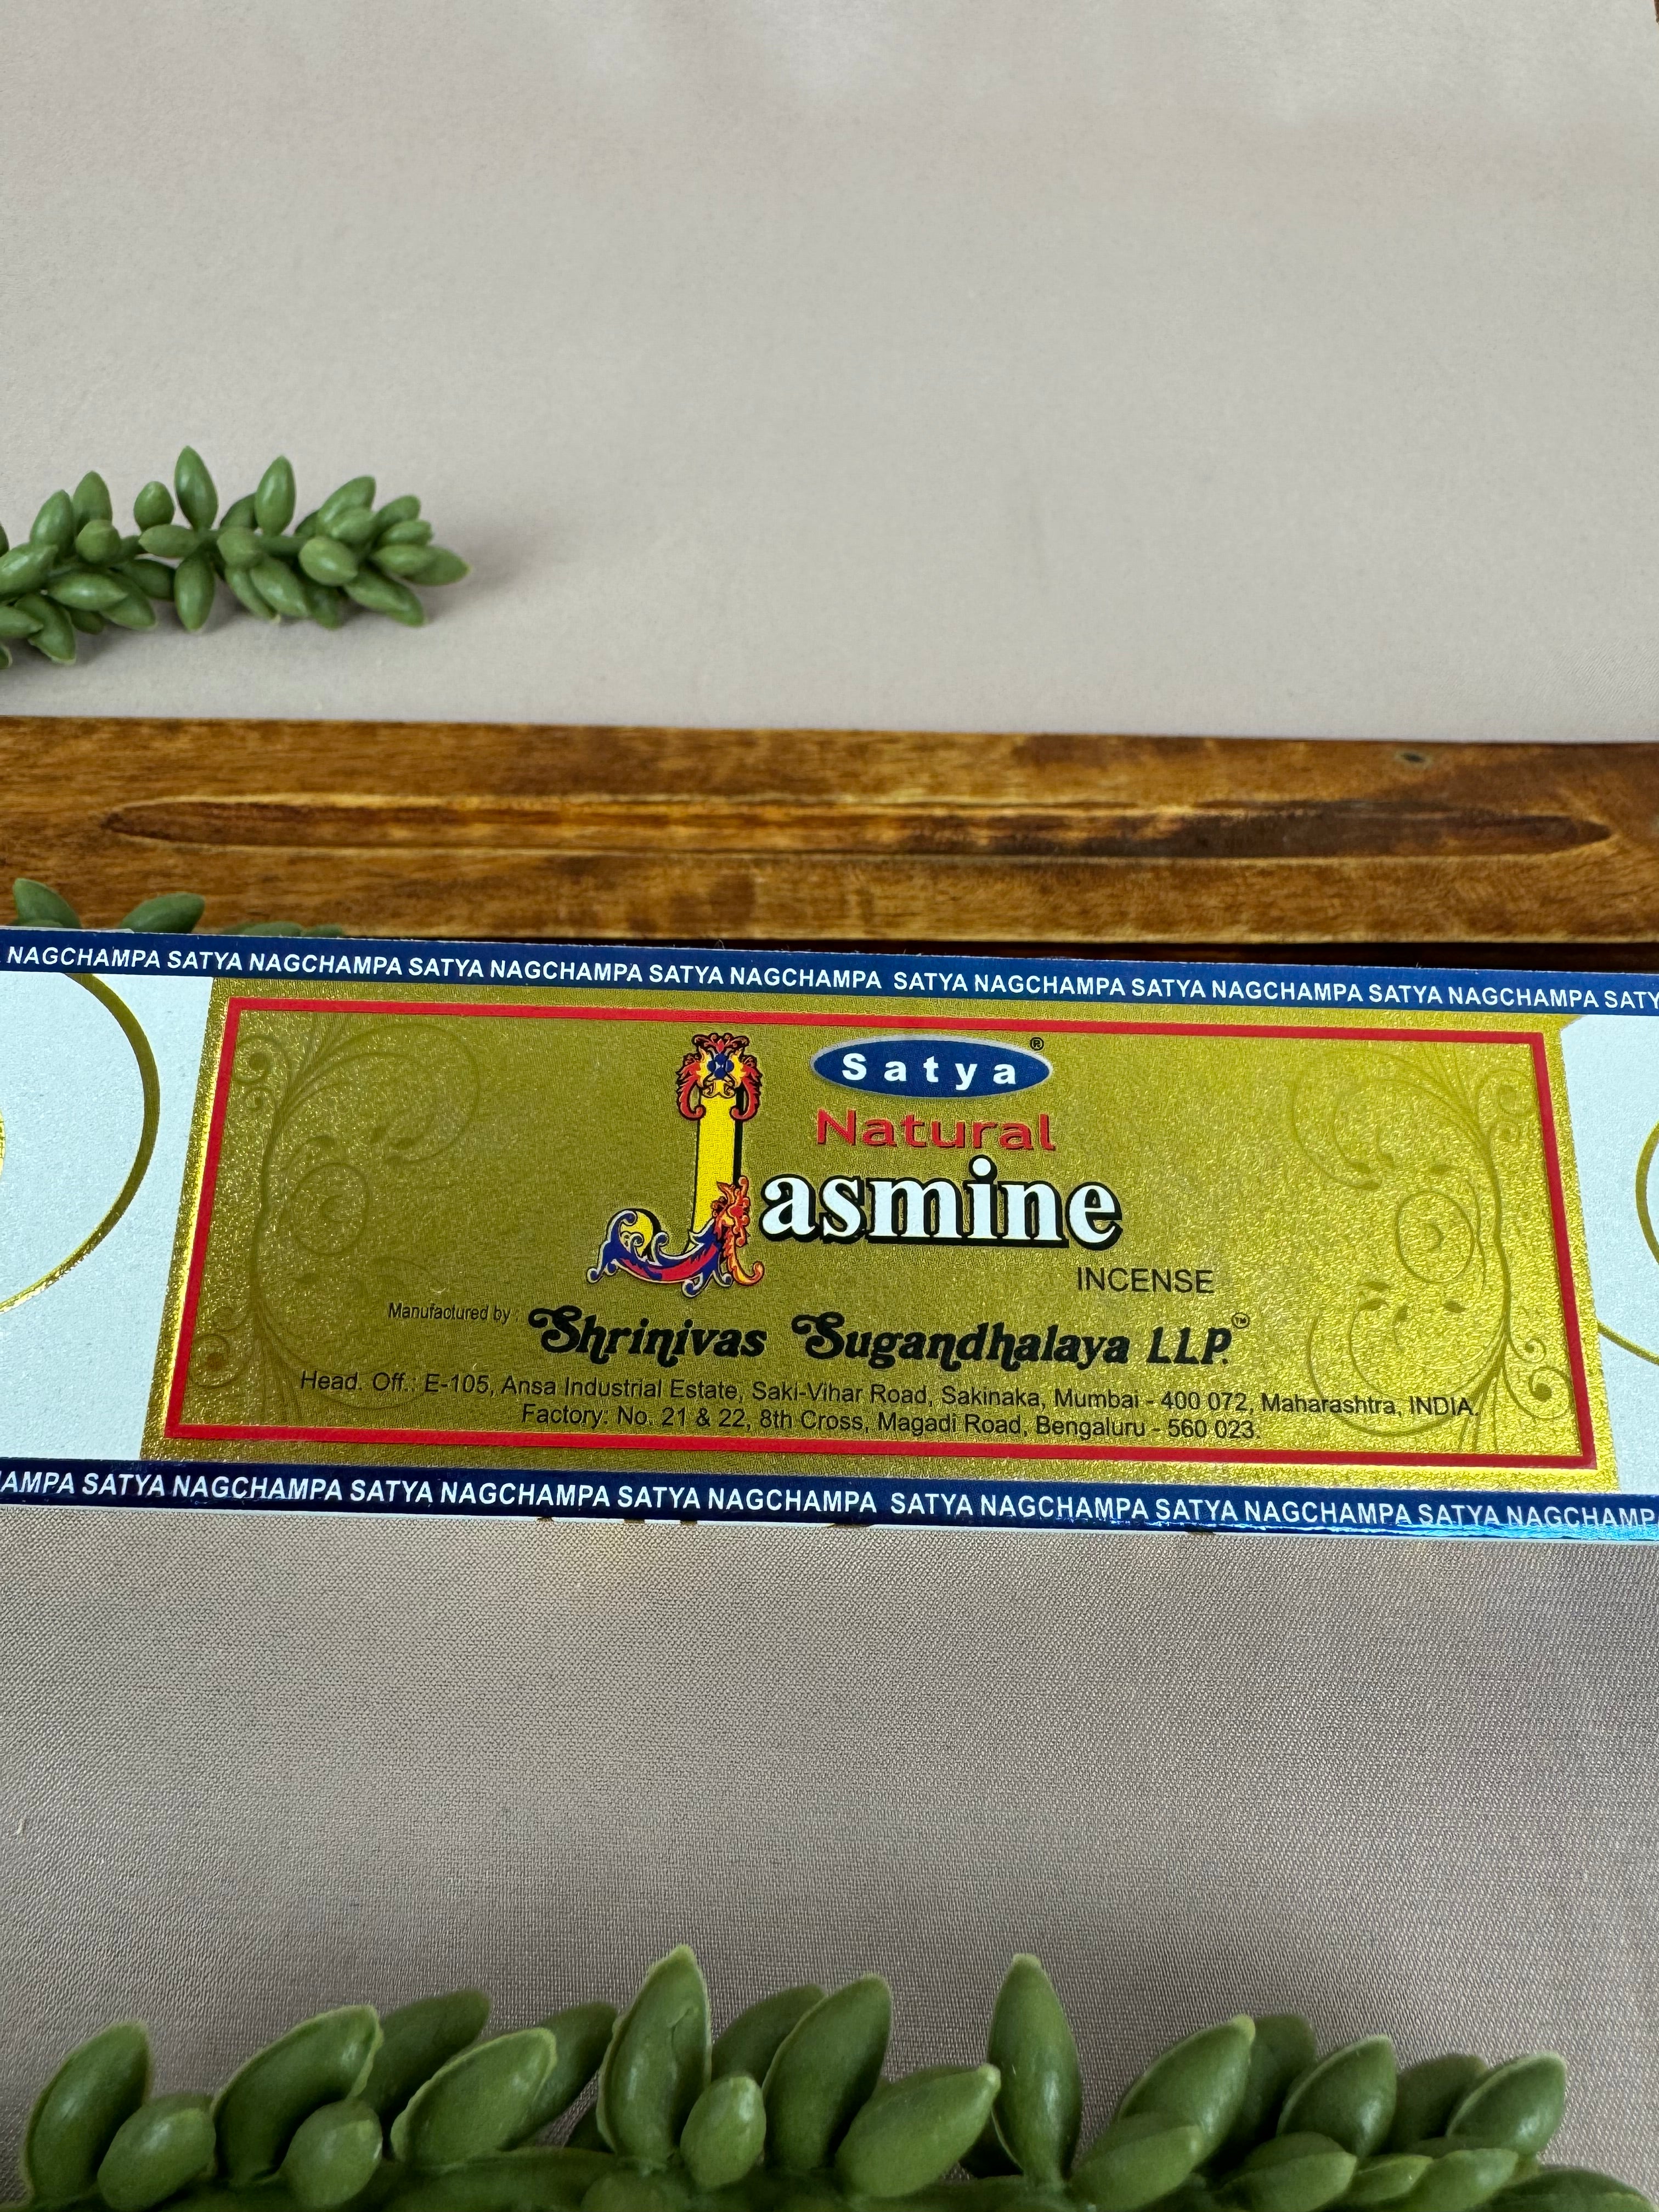 NAGCHAMPA SATYA NAGCHAMPA SATYA NAGCHAMPA SATYA NAGCHAMPA SATYA NAGCHAMPA SATYA NAGCHAMPA SATYA NAGCHAMPA SATY
Satya®
Natural
Jasmine
INCENSE
Manufactured by : Shrinivas Sugandhalaya LLP.™
Head. Off.: E-105, Ansa Industrial Estate, Saki-Vihar Road, Sakinaka, Mumbai - 400 072, Maharashtra, INDIA.
Factory: No. 21 & 22, 8th Cross, Magadi Road, Bengaluru - 560 023.
AMPA SATYA NAGCHAMPA SATYA NAGCHAMPA SATYA NAGCHAMPA SATYA NAGCHAMPA SATYA NAGCHAMPA SATYA NAGCHAMP